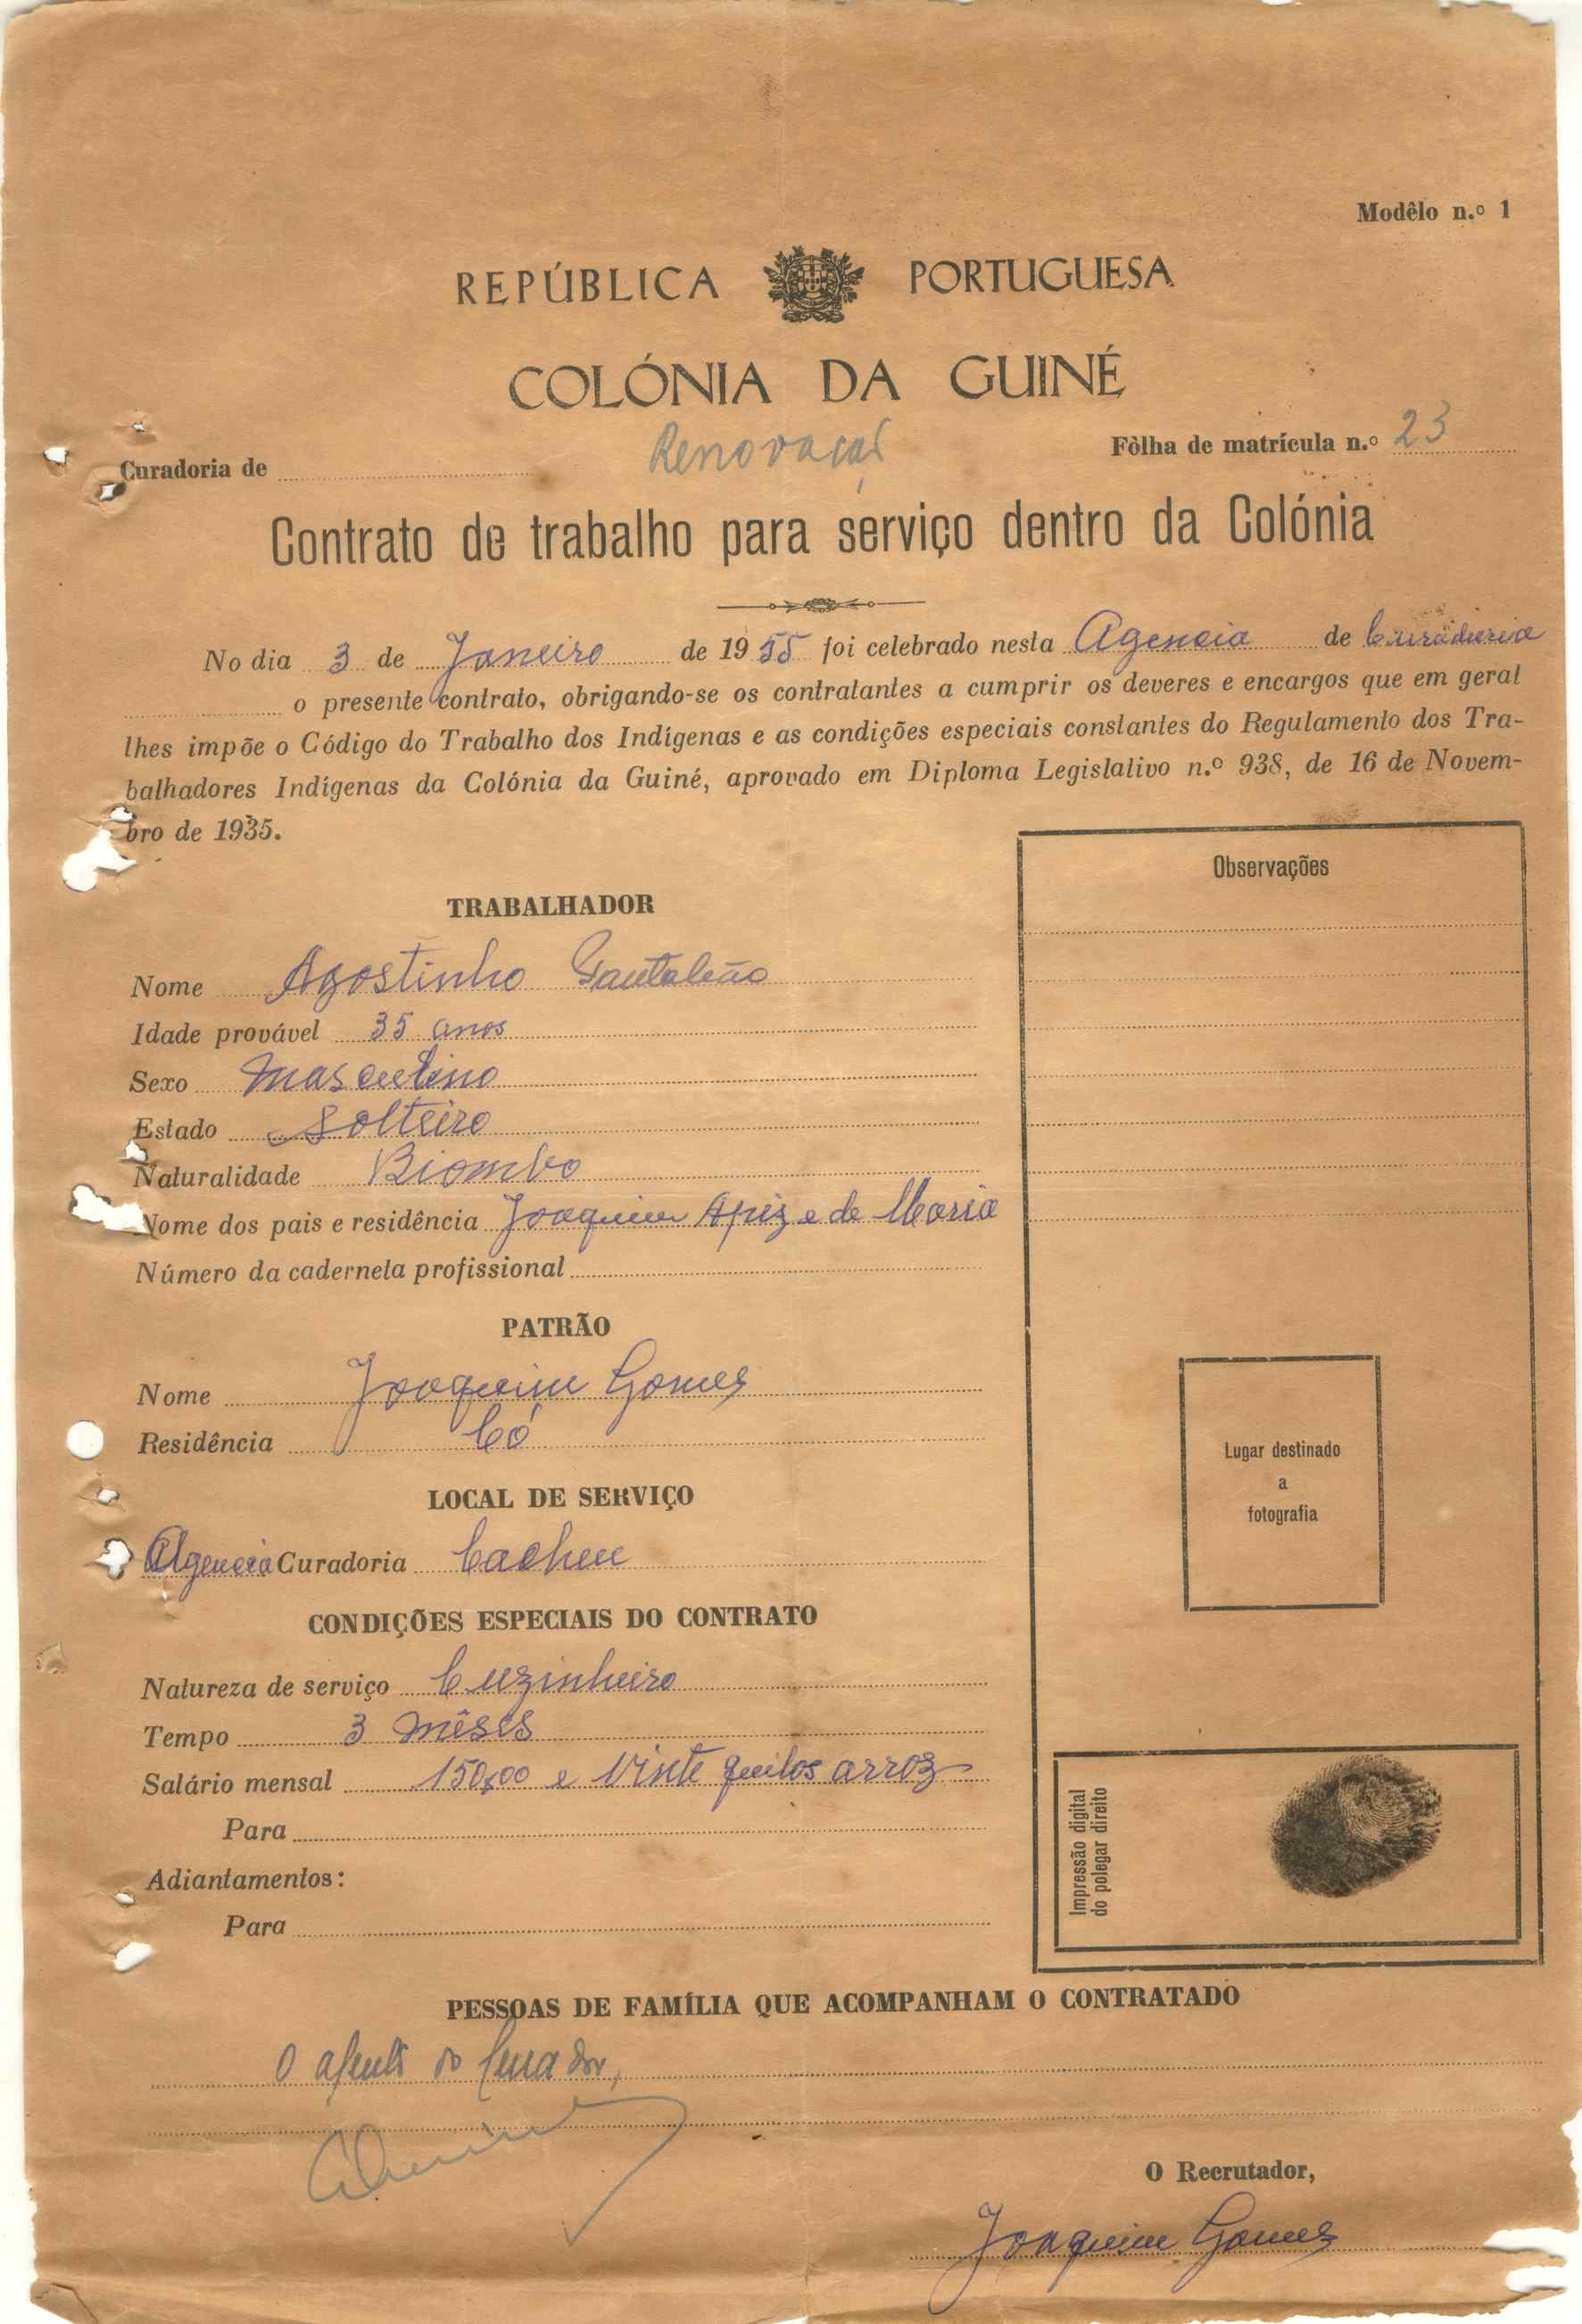 Modêlo n.º 1
REPÚBLICA PORTUGUESA
COLÓNIA DA GUINÉ
Renovação
Curadoria de
Fôlha de matrícula n.º 23
Contrato de trabalho para serviço dentro da Colónia
No dia 3 de Janeiro de 1955 foi celebrado nesta Agencia de Curadoria
o presente contrato, obrigando-se os contratantes a cumprir os deveres e encargos que em geral
lhes impõe o Código do Trabalho dos Indígenas e as condições especiais constantes do Regulamento dos Tra-
balhadores Indígenas da Colónia da Guiné, aprovado em Diploma Legislativo n.º 938, de 16 de Novem-
bro de 1935.
TRABALHADOR
Nome Agostinho Pantaleão
Idade provável 35 anos
Sexo Masculino
Estado Solteiro
Naturalidade Biombo
Nome dos pais e residência Joaquim e de Maria
Número da caderneta profissional
PATRÃO
Nome Joaquim Gomes
Residência Có
LOCAL DE SERVIÇO
Agencia Curadoria Cacheu
CONDIÇÕES ESPECIAIS DO CONTRATO
Natureza de serviço Cuzinheiro
Tempo 3 mêses
Salário mensal 150$00 e vinte quilos arroz
Para
Adiantamentos:
Para
Observações
Lugar destinado
a
fotografia
Impressão digital
do polegar direito
PESSOAS DE FAMÍLIA QUE ACOMPANHAM O CONTRATADO
O agente do Curador,
O Recrutador,
Joaquim Gomes